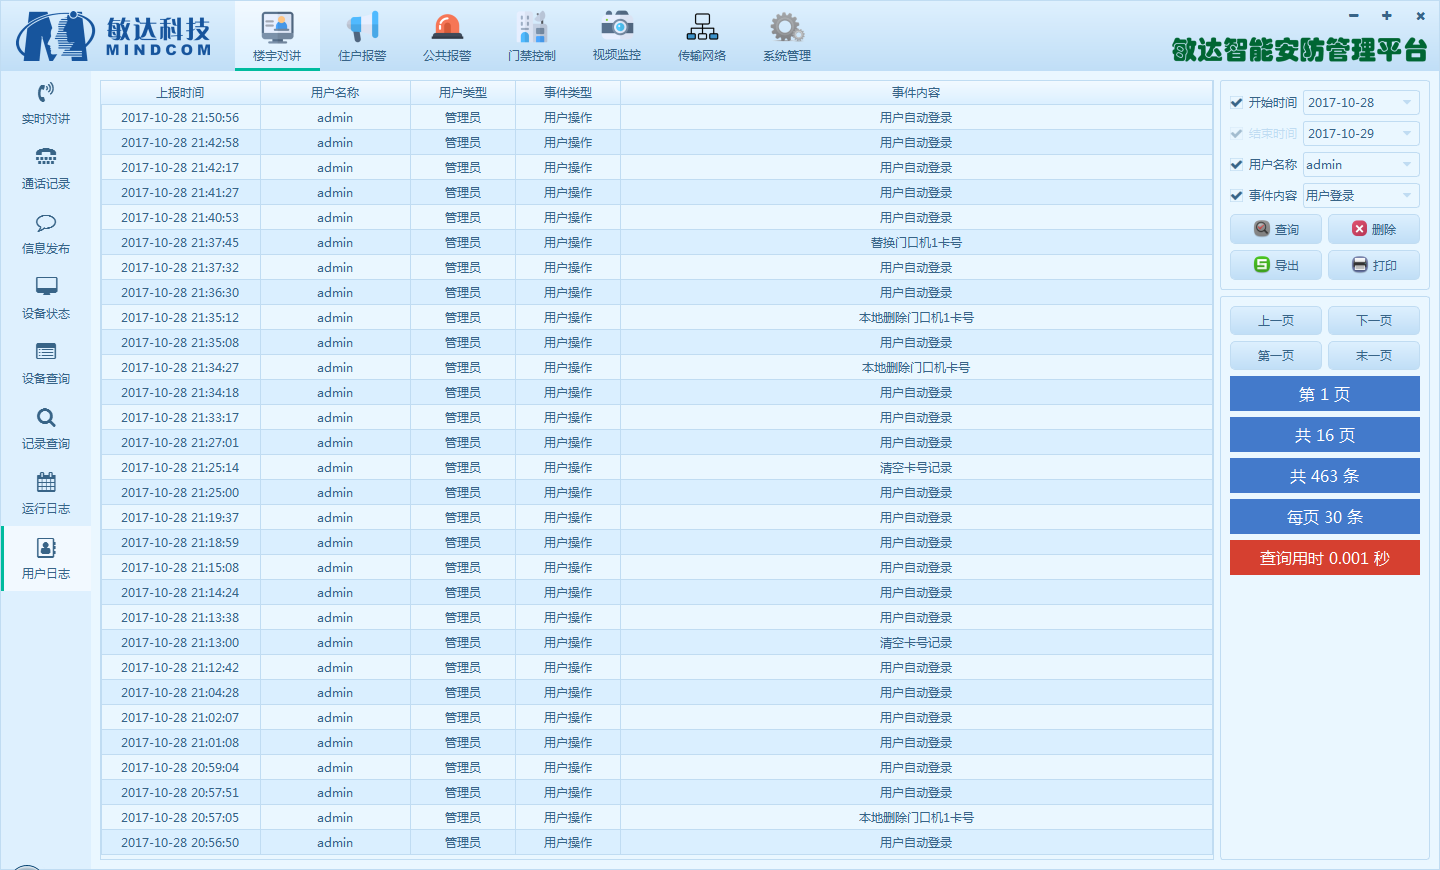 敏达科技
MINDCOM
楼宇对讲 住户报警 公共报警 门禁控制 视频监控 传输网络 系统管理
敏达智能安防管理平台
实时对讲
通话记录
信息发布
设备状态
设备查询
记录查询
运行日志
用户日志
上报时间 用户名称 用户类型 事件类型 事件内容
2017-10-28 21:50:56 admin 管理员 用户操作 用户自动登录
2017-10-28 21:42:58 admin 管理员 用户操作 用户自动登录
2017-10-28 21:42:17 admin 管理员 用户操作 用户自动登录
2017-10-28 21:41:27 admin 管理员 用户操作 用户自动登录
2017-10-28 21:40:53 admin 管理员 用户操作 用户自动登录
2017-10-28 21:37:45 admin 管理员 用户操作 替换门口机1卡号
2017-10-28 21:37:32 admin 管理员 用户操作 用户自动登录
2017-10-28 21:36:30 admin 管理员 用户操作 用户自动登录
2017-10-28 21:35:12 admin 管理员 用户操作 本地删除门口机1卡号
2017-10-28 21:35:08 admin 管理员 用户操作 用户自动登录
2017-10-28 21:34:27 admin 管理员 用户操作 本地删除门口机卡号
2017-10-28 21:34:18 admin 管理员 用户操作 用户自动登录
2017-10-28 21:33:17 admin 管理员 用户操作 用户自动登录
2017-10-28 21:27:01 admin 管理员 用户操作 用户自动登录
2017-10-28 21:25:14 admin 管理员 用户操作 清空卡号记录
2017-10-28 21:25:00 admin 管理员 用户操作 用户自动登录
2017-10-28 21:19:37 admin 管理员 用户操作 用户自动登录
2017-10-28 21:18:59 admin 管理员 用户操作 用户自动登录
2017-10-28 21:15:08 admin 管理员 用户操作 用户自动登录
2017-10-28 21:14:24 admin 管理员 用户操作 用户自动登录
2017-10-28 21:13:38 admin 管理员 用户操作 用户自动登录
2017-10-28 21:13:00 admin 管理员 用户操作 清空卡号记录
2017-10-28 21:12:42 admin 管理员 用户操作 用户自动登录
2017-10-28 21:04:28 admin 管理员 用户操作 用户自动登录
2017-10-28 21:02:07 admin 管理员 用户操作 用户自动登录
2017-10-28 21:01:08 admin 管理员 用户操作 用户自动登录
2017-10-28 20:59:04 admin 管理员 用户操作 用户自动登录
2017-10-28 20:57:51 admin 管理员 用户操作 用户自动登录
2017-10-28 20:57:05 admin 管理员 用户操作 本地删除门口机1卡号
2017-10-28 20:56:50 admin 管理员 用户操作 用户自动登录
开始时间 2017-10-28
结束时间 2017-10-29
用户名称 admin
事件内容 用户登录
查询 删除
导出 打印
上一页 下一页
第一页 末一页
第 1 页
共 16 页
共 463 条
每页 30 条
查询用时 0.001 秒